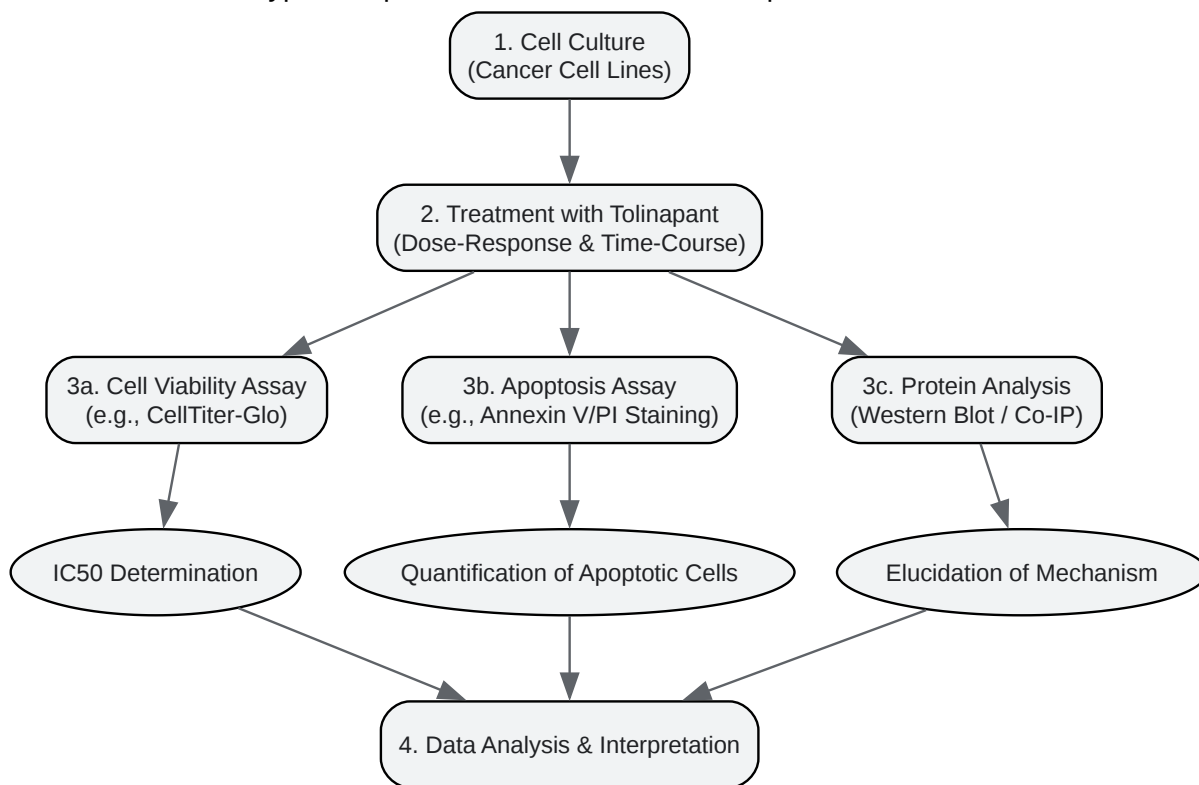 1. Cell Culture
(Cancer Cell Lines)
2. Treatment with Tolinapant
(Dose-Response & Time-Course)
3a. Cell Viability Assay
(e.g., CellTiter-Glo)
3b. Apoptosis Assay
(e.g., Annexin V/PI Staining)
3c. Protein Analysis
(Western Blot / Co-IP)
IC50 Determination
Quantification of Apoptotic Cells
Elucidation of Mechanism
4. Data Analysis & Interpretation